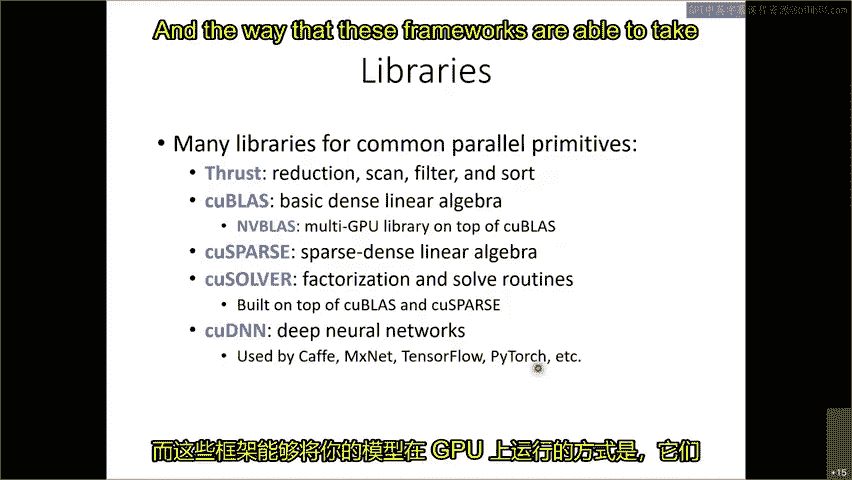 And the way that these frameworks are able to take
Libraries
• Many libraries for common parallel primitives:
• Thrust: reduction, scan, filter, and sort
• cuBLAS: basic dense linear algebra
• NVBLAS: multi-GPU library on top of cuBLAS
• cuSPARSE: sparse-dense linear algebra
• cuSOLVER: factorization and solve routines
• Built on top of cuBLAS and cuSPARSE
• cuDNN: deep neural networks
• Used by Caffe, MxNet, TensorFlow, PyTorch, etc.
而这些框架能够将你的模型在 GPU 上运行的方式是，它们
+15